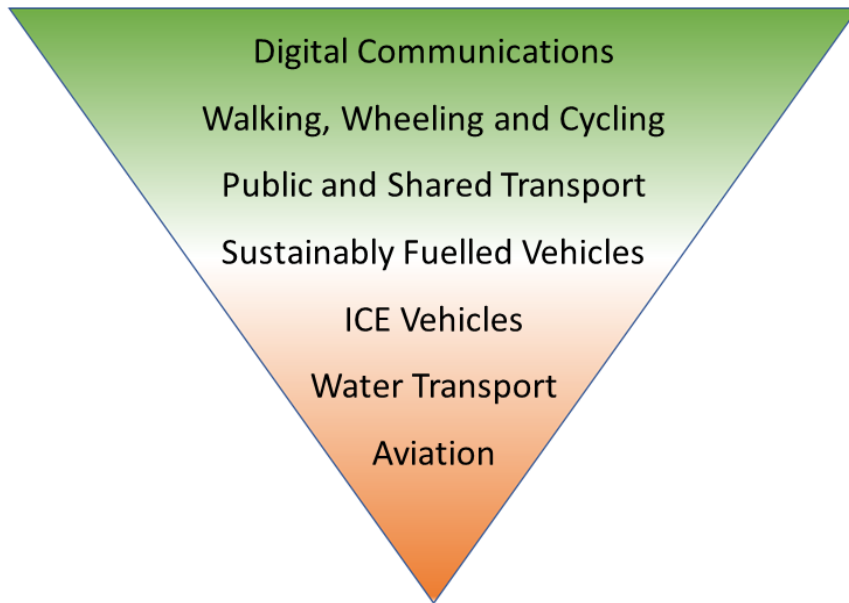 Digital Communications
Walking, Wheeling and Cycling
Public and Shared Transport
Sustainably Fuelled Vehicles
ICE Vehicles
Water Transport
Aviation